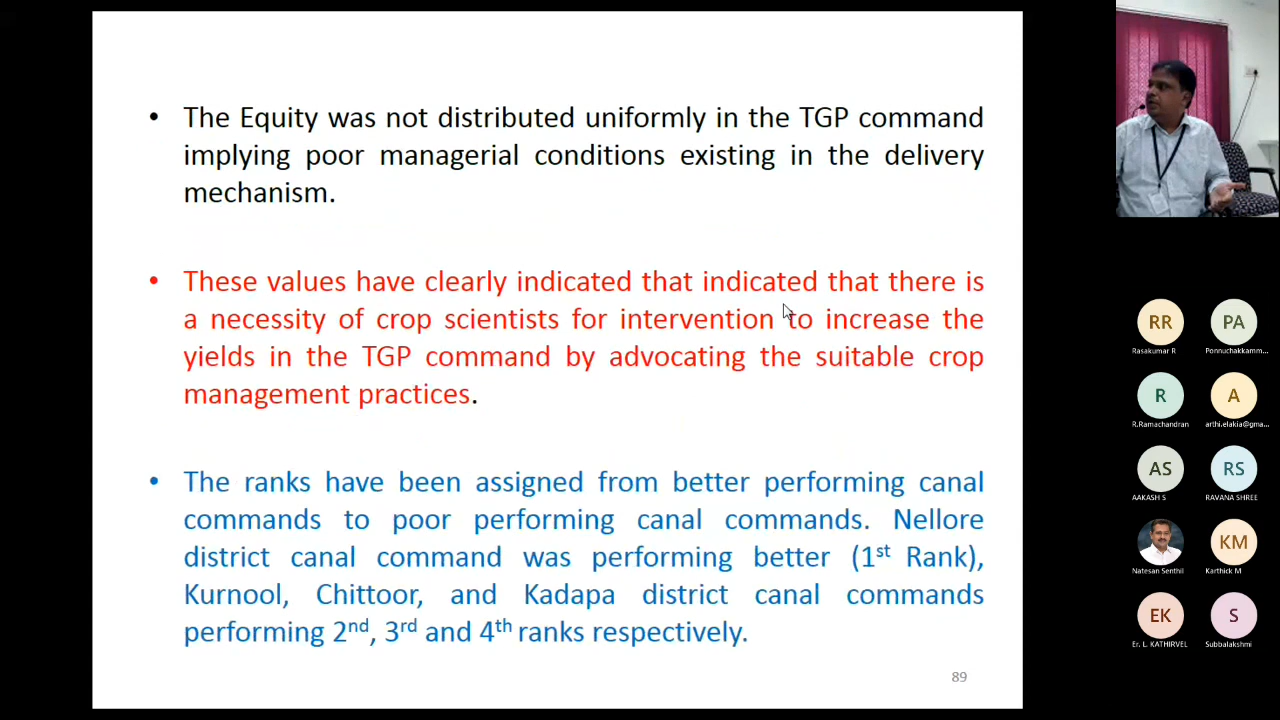 • The Equity was not distributed uniformly in the TGP command
implying poor managerial conditions existing in the delivery
mechanism.
• These values have clearly indicated that indicated that there is
a necessity of crop scientists for intervention to increase the
yields in the TGP command by advocating the suitable crop
management practices.
• The ranks have been assigned from better performing canal
commands to poor performing canal commands. Nellore
district canal command was performing better (1st Rank),
Kurnool, Chittoor, and Kadapa district canal commands
performing 2nd, 3rd and 4th ranks respectively.
89
RR PA
Rasakumar R Ponnuchakkamm...
R A
R.Ramachandran arthi.elakia@gma...
AS RS
AAKASH S RAVANA SHREE
KM
Natesan Senthil Karthick M
EK S
Er. L. KATHIRVEL Subbalakshmi